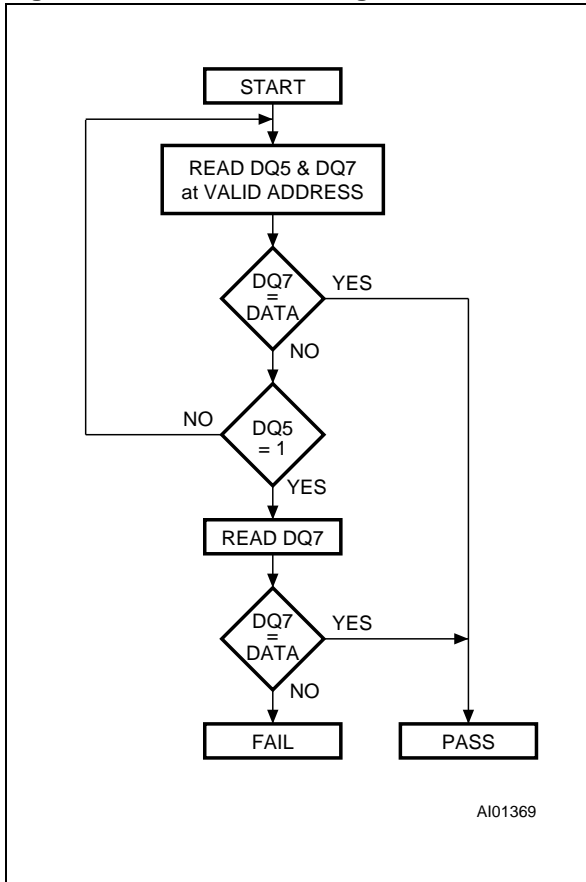 START
READ DQ5 & DQ7
at VALID ADDRESS
DQ7
=
DATA
YES
NO
NO
DQ5
= 1
YES
READ DQ7
DQ7
=
DATA
YES
NO
FAIL
PASS
AI01369